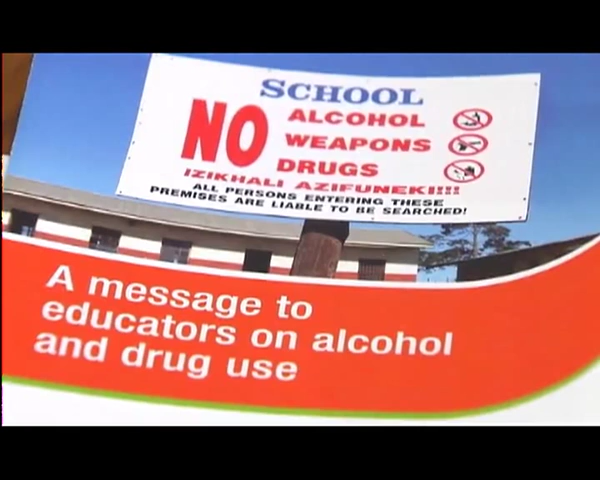 SCHOOL
NO ALCOHOL
WEAPONS
DRUGS
IZIKHALI AZIFUNEKI!!!!
ALL PERSONS ENTERING THESE
PREMISES ARE LIABLE TO BE SEARCHED!
A message to
educators on alcohol
and drug use